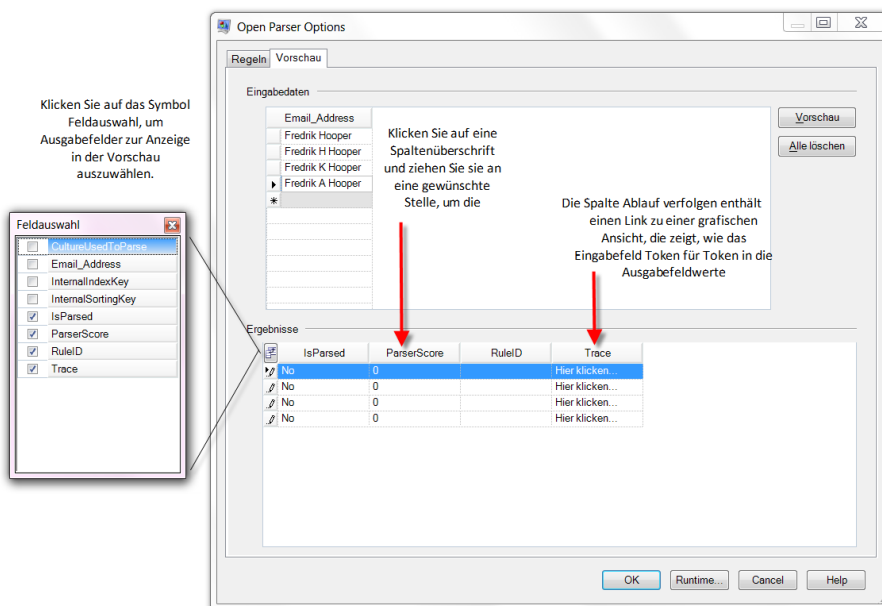 Open Parser Options
Regeln Vorschau
Klicken Sie auf das Symbol
Feldauswahl, um
Ausgabefelder zur Anzeige
in der Vorschau
auszuwählen.
Feldauswahl
CultureUsedToParse
Email_Address
InternalIndexKey
InternalSortingKey
IsParsed
ParserScore
RuleID
Trace
Eingabedaten
Email_Address
Fredrik Hooper
Fredrik H Hooper
Fredrik K Hooper
Fredrik A Hooper
Klicken Sie auf eine
Spaltenüberschrift
und ziehen Sie sie an
eine gewünschte
Stelle, um die
Die Spalte Ablauf verfolgen enthält
einen Link zu einer grafischen
Ansicht, die zeigt, wie das
Eingabefeld Token für Token in die
Ausgabefeldwerte
Vorschau
Alle löschen
Ergebnisse
IsParsed ParserScore RuleID Trace
No 0 Hier klicken...
No 0 Hier klicken...
No 0 Hier klicken...
No 0 Hier klicken...
OK Runtime... Cancel Help